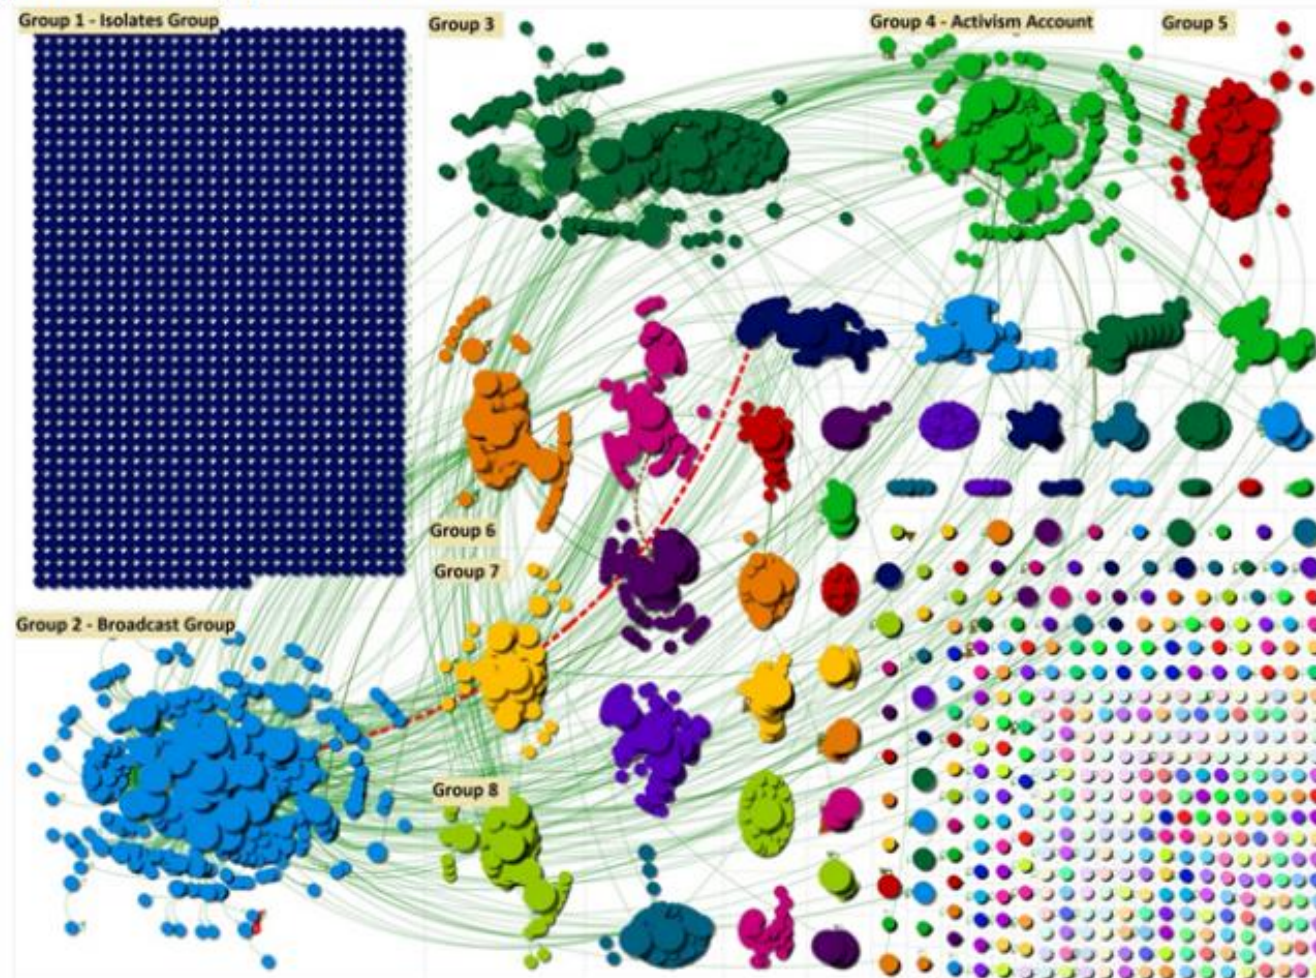 Group 1 - Isolates Group
Group 3
Group 4 - Activism Account
Group 5
Group 6
Group 7
Group 2 - Broadcast Group
Group 8